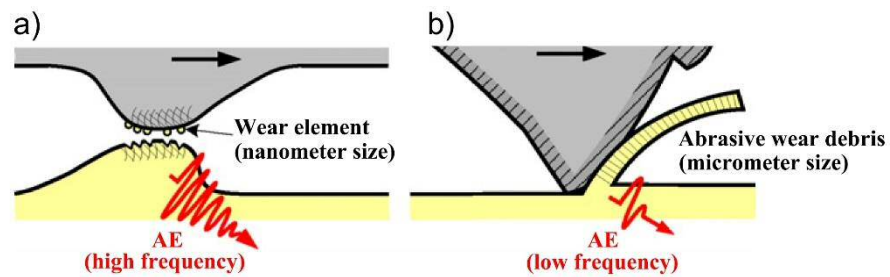 a)
Wear element
(nanometer size)
AE
(high frequency)
b)
Abrasive wear debris
(micrometer size)
AE
(low frequency)